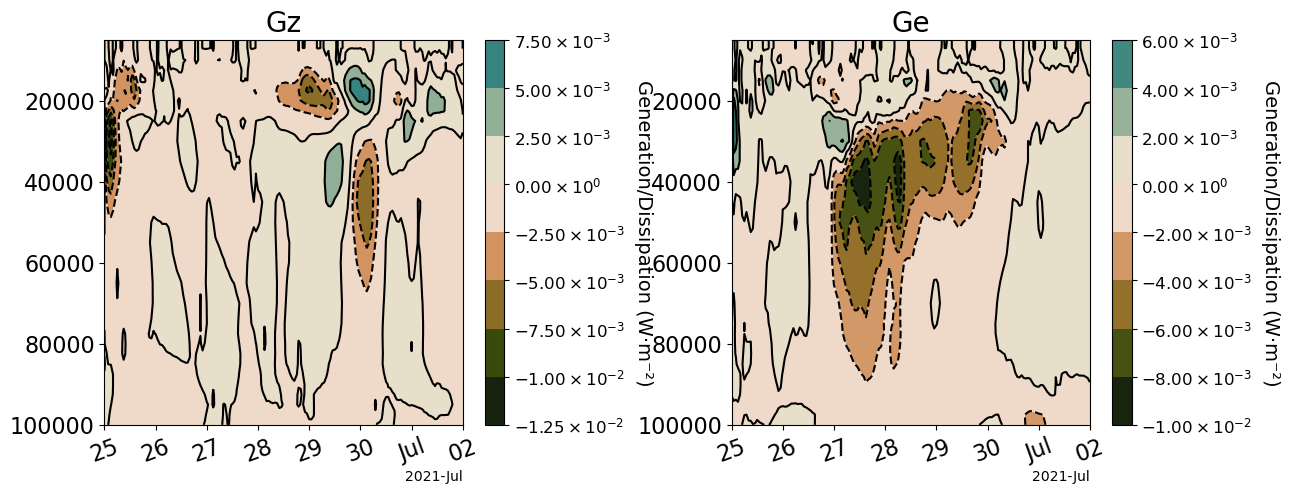 Gz
20000
40000
60000
80000
100000
25 26 27 28 29 30 Jul 02
2021-Jul
7.50 × 10⁻³
5.00 × 10⁻³
2.50 × 10⁻³
0.00 × 10⁰
−2.50 × 10⁻³
−5.00 × 10⁻³
−7.50 × 10⁻³
−1.00 × 10⁻²
−1.25 × 10⁻²
Generation/Dissipation (W·m⁻²)
Ge
20000
40000
60000
80000
100000
25 26 27 28 29 30 Jul 02
2021-Jul
6.00 × 10⁻³
4.00 × 10⁻³
2.00 × 10⁻³
0.00 × 10⁰
−2.00 × 10⁻³
−4.00 × 10⁻³
−6.00 × 10⁻³
−8.00 × 10⁻³
−1.00 × 10⁻²
Generation/Dissipation (W·m⁻²)